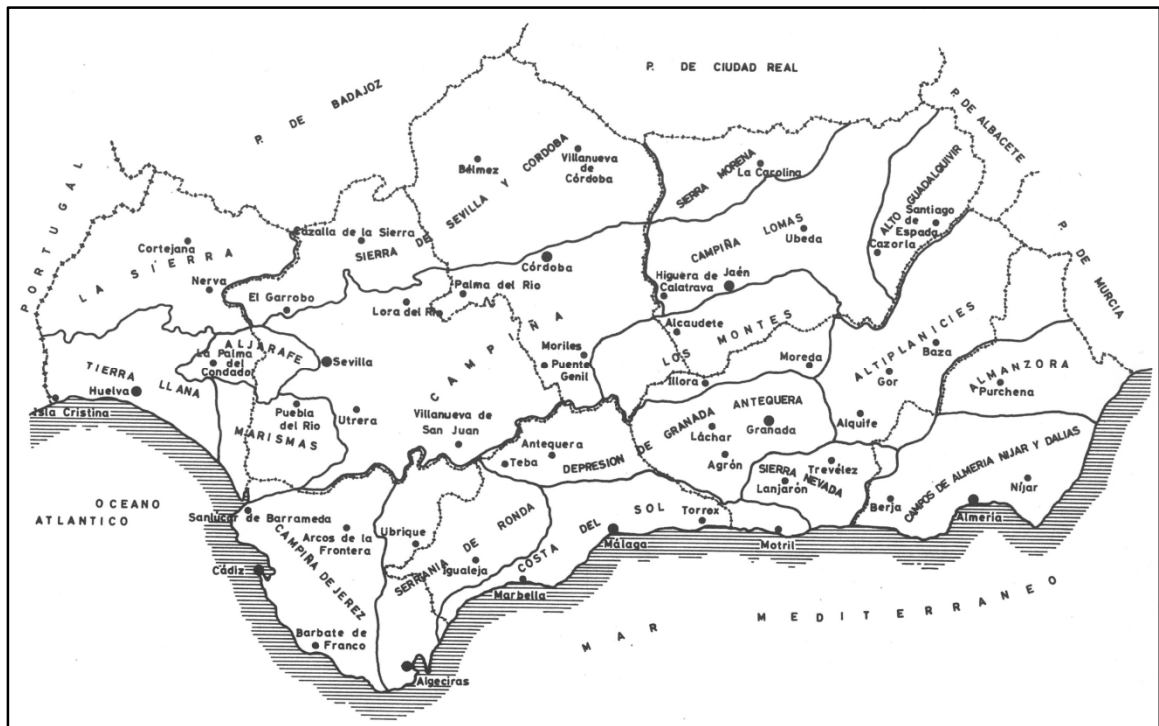 P. DE CIUDAD REAL
P. DE BADAJOZ
P. DE ALBACETE
P. DE MURCIA
PORTUGAL
Bélmez
Villanueva
de
Córdoba
SIERRA MORENA
La Carolina
ALTO GUADALQUIVIR
Santiago
de
Espada
Cazorla
SIERRA DE SEVILLA Y CORDOBA
Cazalla de la Sierra
Cortejana
LA SIERRA
Nerva
CAMPIÑA LOMAS
Ubeda
Córdoba
Higuera de
Calatrava
Jaén
El Garrobo
Lora del Rio
Palma del Rio
Alcaudete
LOS MONTES
Moreda
Illora
ALTIPLANICIES
Baza
Gor
Alquife
ALMANZORA
Purchena
ALJARAFE
La Palma
del
Condado
Sevilla
CAMPIÑA
Moriles
Puente
Genil
TIERRA LLANA
Huelva
Isla Cristina
Puebla
del Rio
Utrera
MARISMAS
Villanueva de
San Juan
Antequera
Teba
DEPRESION DE GRANADA ANTEQUERA
Láchar
Granada
Agrón
SIERRA
NEVADA
Trevélez
Lanjarón
CAMPOS DE ALMERIA NIJAR Y DALIAS
Níjar
Berja
Almería
OCEANO
ATLANTICO
Sanlucar de Barrameda
Arcos de la
Frontera
CAMPIÑA DE JEREZ
Ubrique
SERRANIA DE RONDA
Igualeja
COSTA DEL SOL
Torrox
Málaga
Motril
Cádiz
Marbella
Barbate de
Franco
Algeciras
MAR MEDITERRANEO